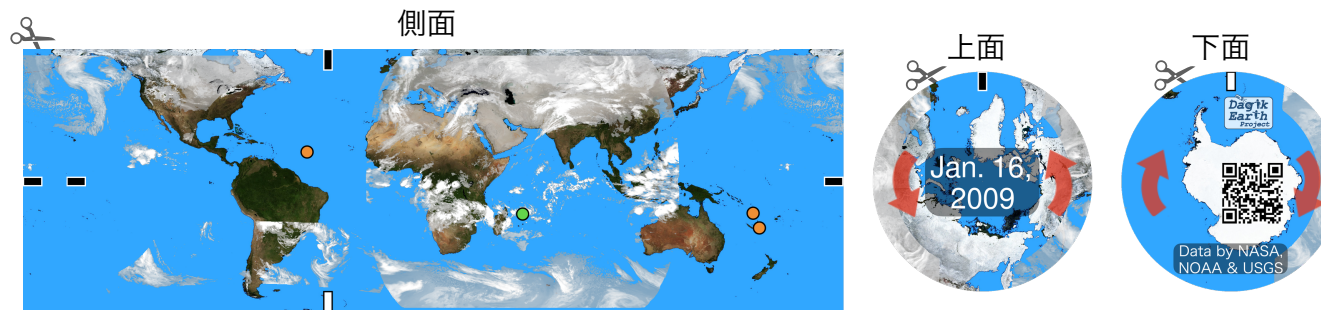 側面
上面
下面
Jan. 16,
2009
Dagik
Earth
Project
Data by NASA,
NOAA & USGS